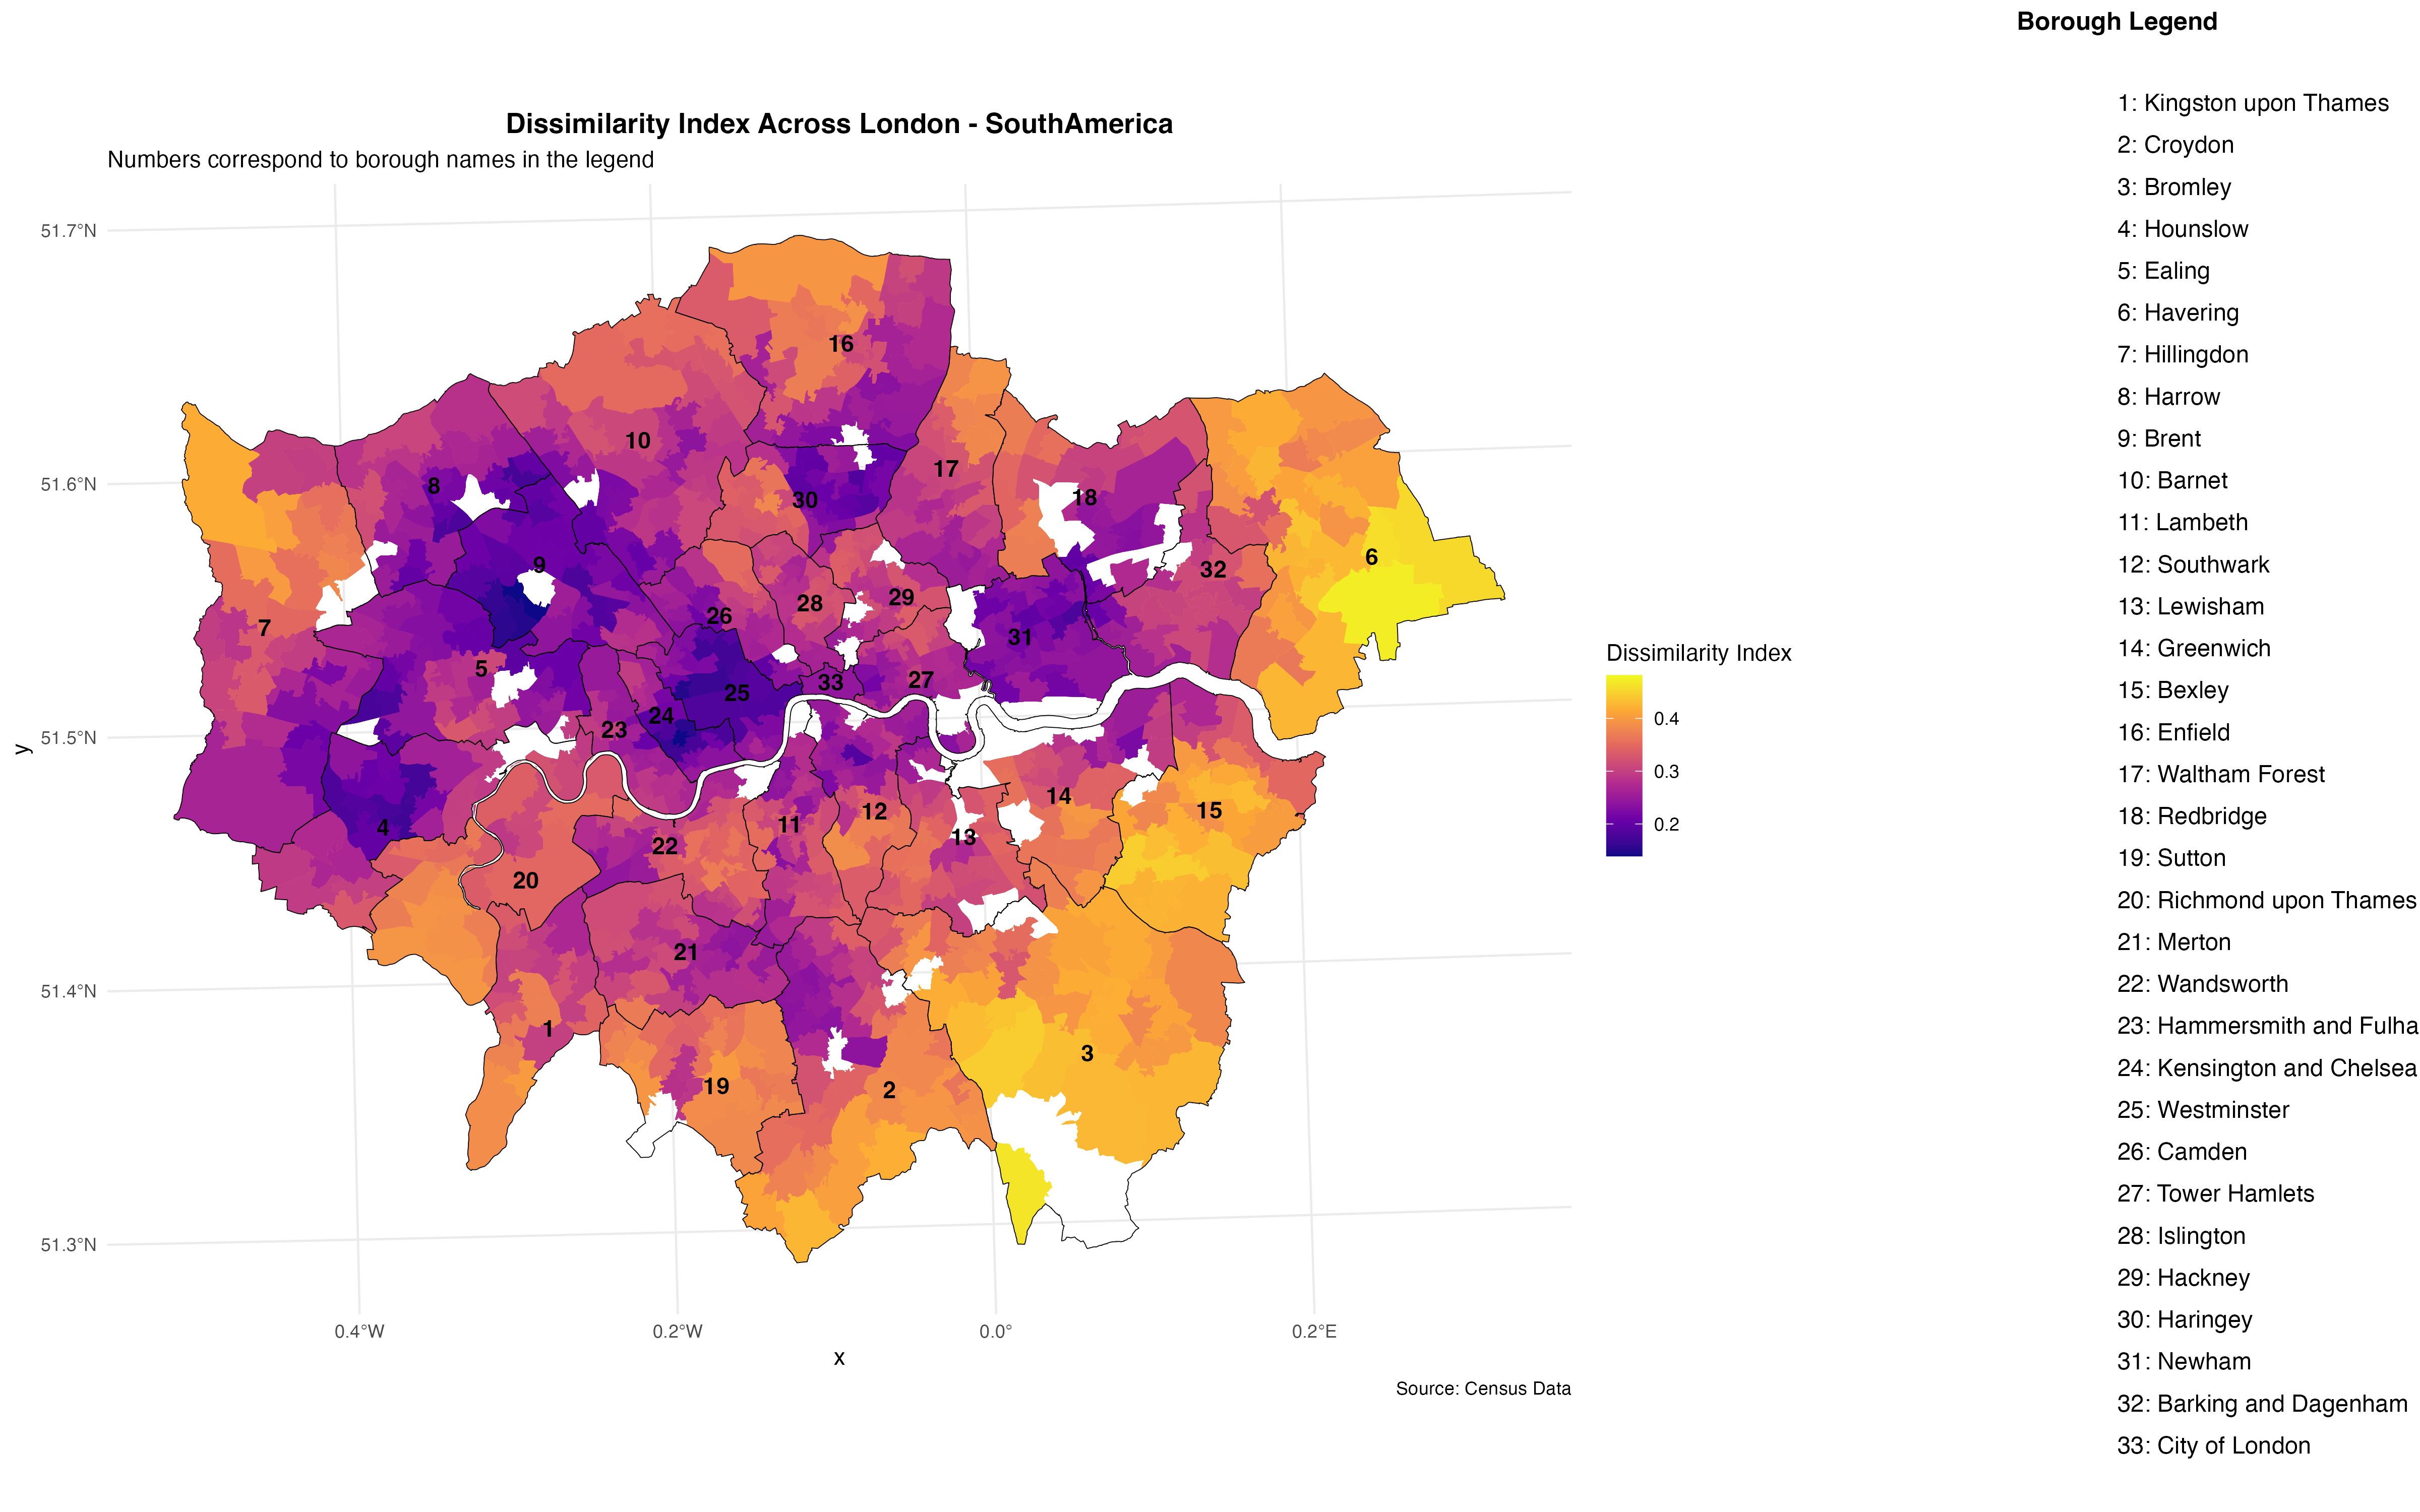 Borough Legend
Dissimilarity Index Across London - SouthAmerica
Numbers correspond to borough names in the legend
51.7°N
51.6°N
51.5°N
51.4°N
51.3°N
y
16
10
17
8
30
18
9
6
32
29
28
26
7
31
5
33
27
25
24
23
14
15
12
11
4
13
22
20
21
1
3
19
2
0.4°W
0.2°W
0.0°
0.2°E
x
Source: Census Data
Dissimilarity Index
0.4
0.3
0.2
1: Kingston upon Thames
2: Croydon
3: Bromley
4: Hounslow
5: Ealing
6: Havering
7: Hillingdon
8: Harrow
9: Brent
10: Barnet
11: Lambeth
12: Southwark
13: Lewisham
14: Greenwich
15: Bexley
16: Enfield
17: Waltham Forest
18: Redbridge
19: Sutton
20: Richmond upon Thames
21: Merton
22: Wandsworth
23: Hammersmith and Fulha
24: Kensington and Chelsea
25: Westminster
26: Camden
27: Tower Hamlets
28: Islington
29: Hackney
30: Haringey
31: Newham
32: Barking and Dagenham
33: City of London